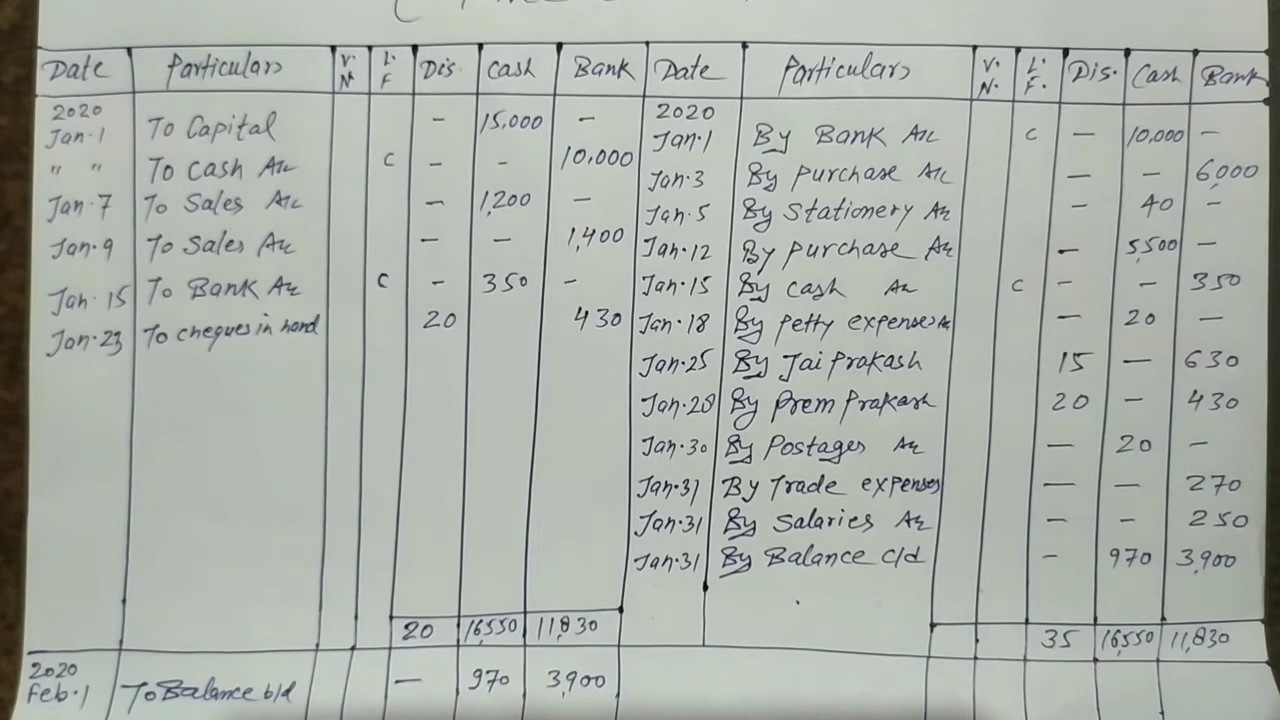 Date Particulars V. N L. F Dis. Cash Bank Date Particulars V. N. L. F. Dis. Cash Bank
2020 2020
Jan.1 To Capital – 15,000 – Jan.1 By Bank A/c C – 10,000 –
" " To Cash A/c C – – 10,000 Jan.3 By purchase A/c – – 6,000
Jan.7 To Sales A/c – 1,200 – Jan.5 By Stationery A/c – 40 –
Jan.9 To Sales A/c – – 1,400 Jan.12 By purchase A/c – 5,500 –
Jan.15 To Bank A/c C – 350 – Jan.15 By cash A/c C – – 350
Jan.23 To cheques in hand 20 430 Jan.18 By petty expenses A/c – 20 –
Jan.25 By Jai Prakash 15 – 630
Jan.28 By Prem Prakash 20 – 430
Jan.30 By Postages A/c – 20 –
Jan.31 By Trade expenses – – 270
Jan.31 By Salaries A/c – – 250
Jan.31 By Balance c/d – 970 3,900
20 16,550 11,830 35 16,550 11,830
2020
Feb.1 To Balance b/d – 970 3,900